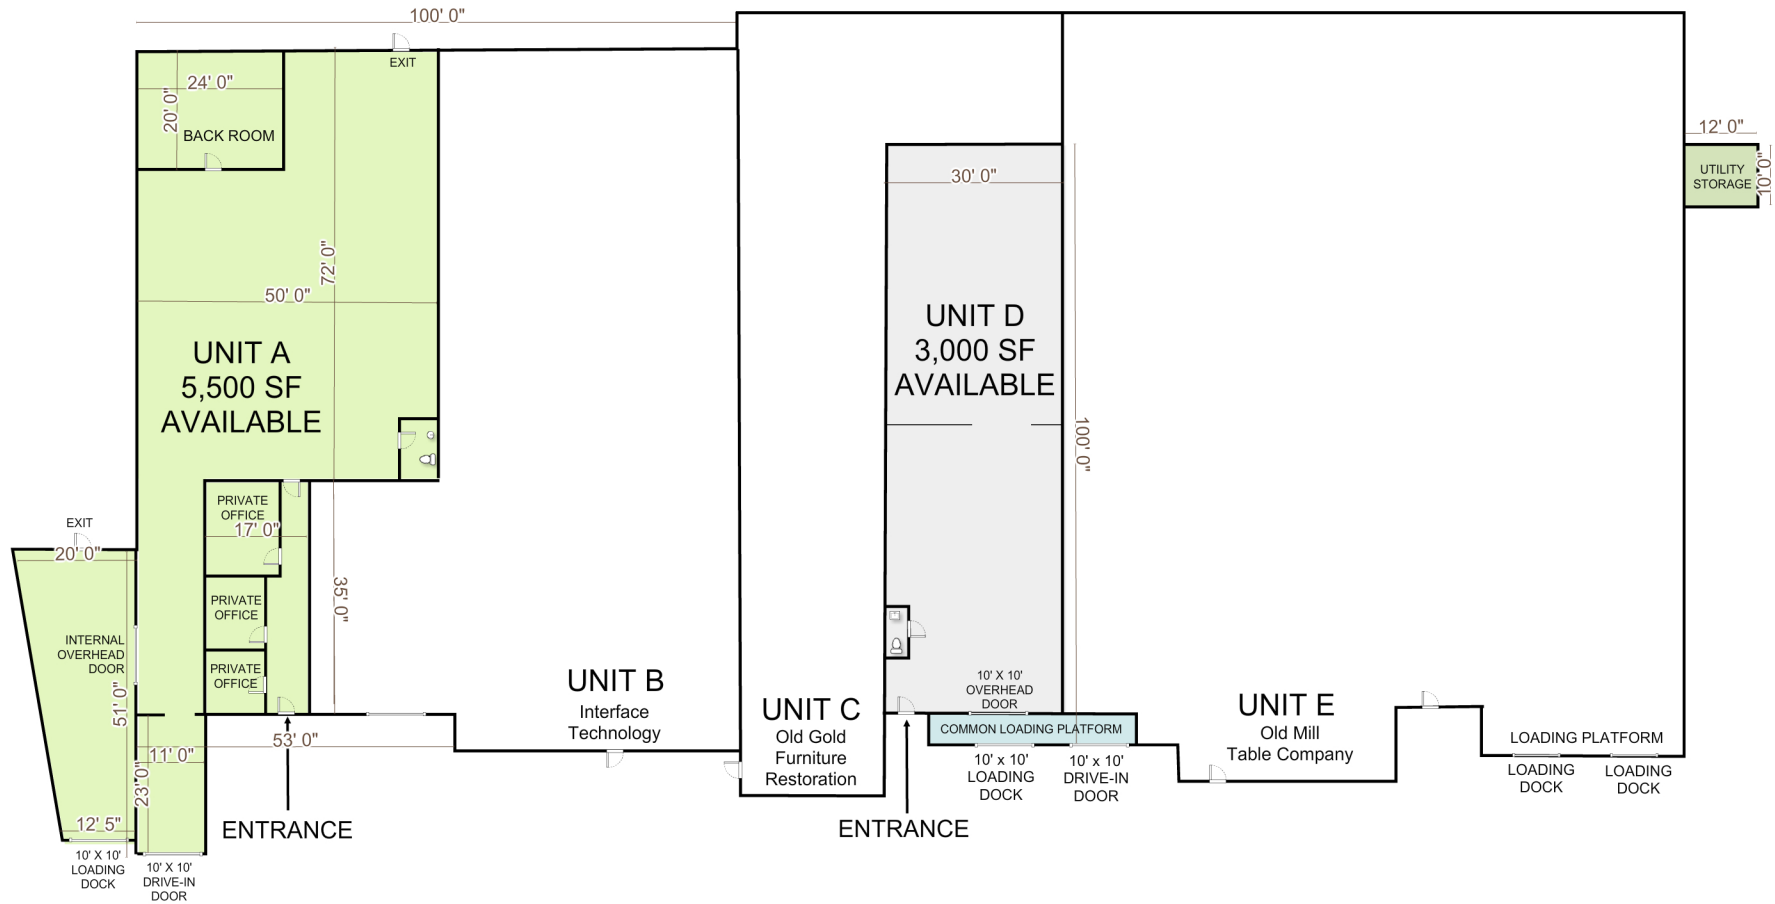 100' 0"
EXIT
24' 0"
20' 0"
BACK ROOM
12' 0"
UTILITY
STORAGE
10' 0"
30' 0"
72' 0"
50' 0"
UNIT A
5,500 SF
AVAILABLE
UNIT D
3,000 SF
AVAILABLE
100' 0"
PRIVATE
OFFICE
17' 0"
EXIT
20' 0"
35' 0"
PRIVATE
OFFICE
INTERNAL
OVERHEAD
DOOR
PRIVATE
OFFICE
51' 0"
UNIT B
Interface
Technology
UNIT C
Old Gold
Furniture
Restoration
10' X 10'
OVERHEAD
DOOR
COMMON LOADING PLATFORM
UNIT E
Old Mill
Table Company
LOADING PLATFORM
53' 0"
11' 0"
23' 0"
10' x 10'
LOADING
DOCK
10' x 10'
DRIVE-IN
DOOR
LOADING
DOCK
LOADING
DOCK
12' 5"
ENTRANCE
ENTRANCE
10' X 10'
LOADING
DOCK
10' X 10'
DRIVE-IN
DOOR